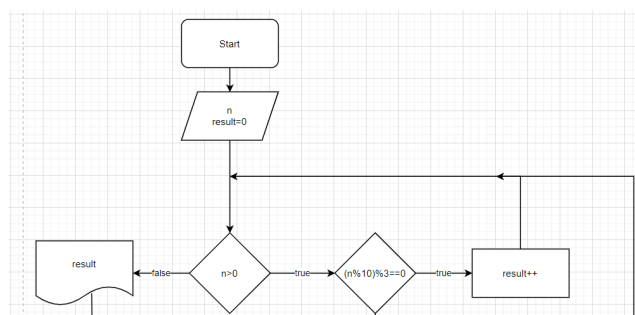 Start
n
result=0
result
false
n>0
true
(n%10)%3==0
true
result++